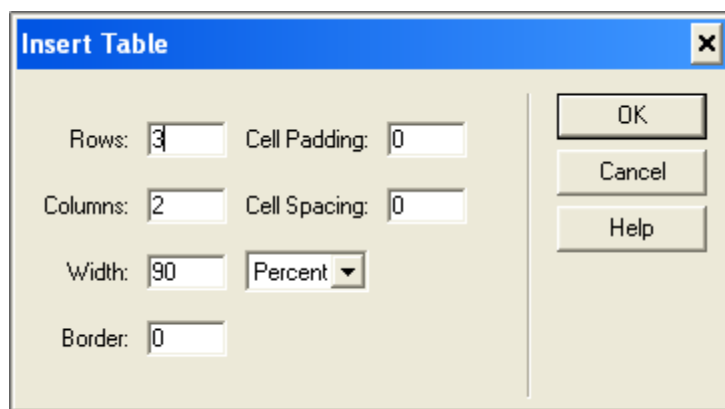 Insert Table
Rows: 3 Cell Padding: 0 OK
Columns: 2 Cell Spacing: 0 Cancel
Width: 90 Percent Help
Border: 0